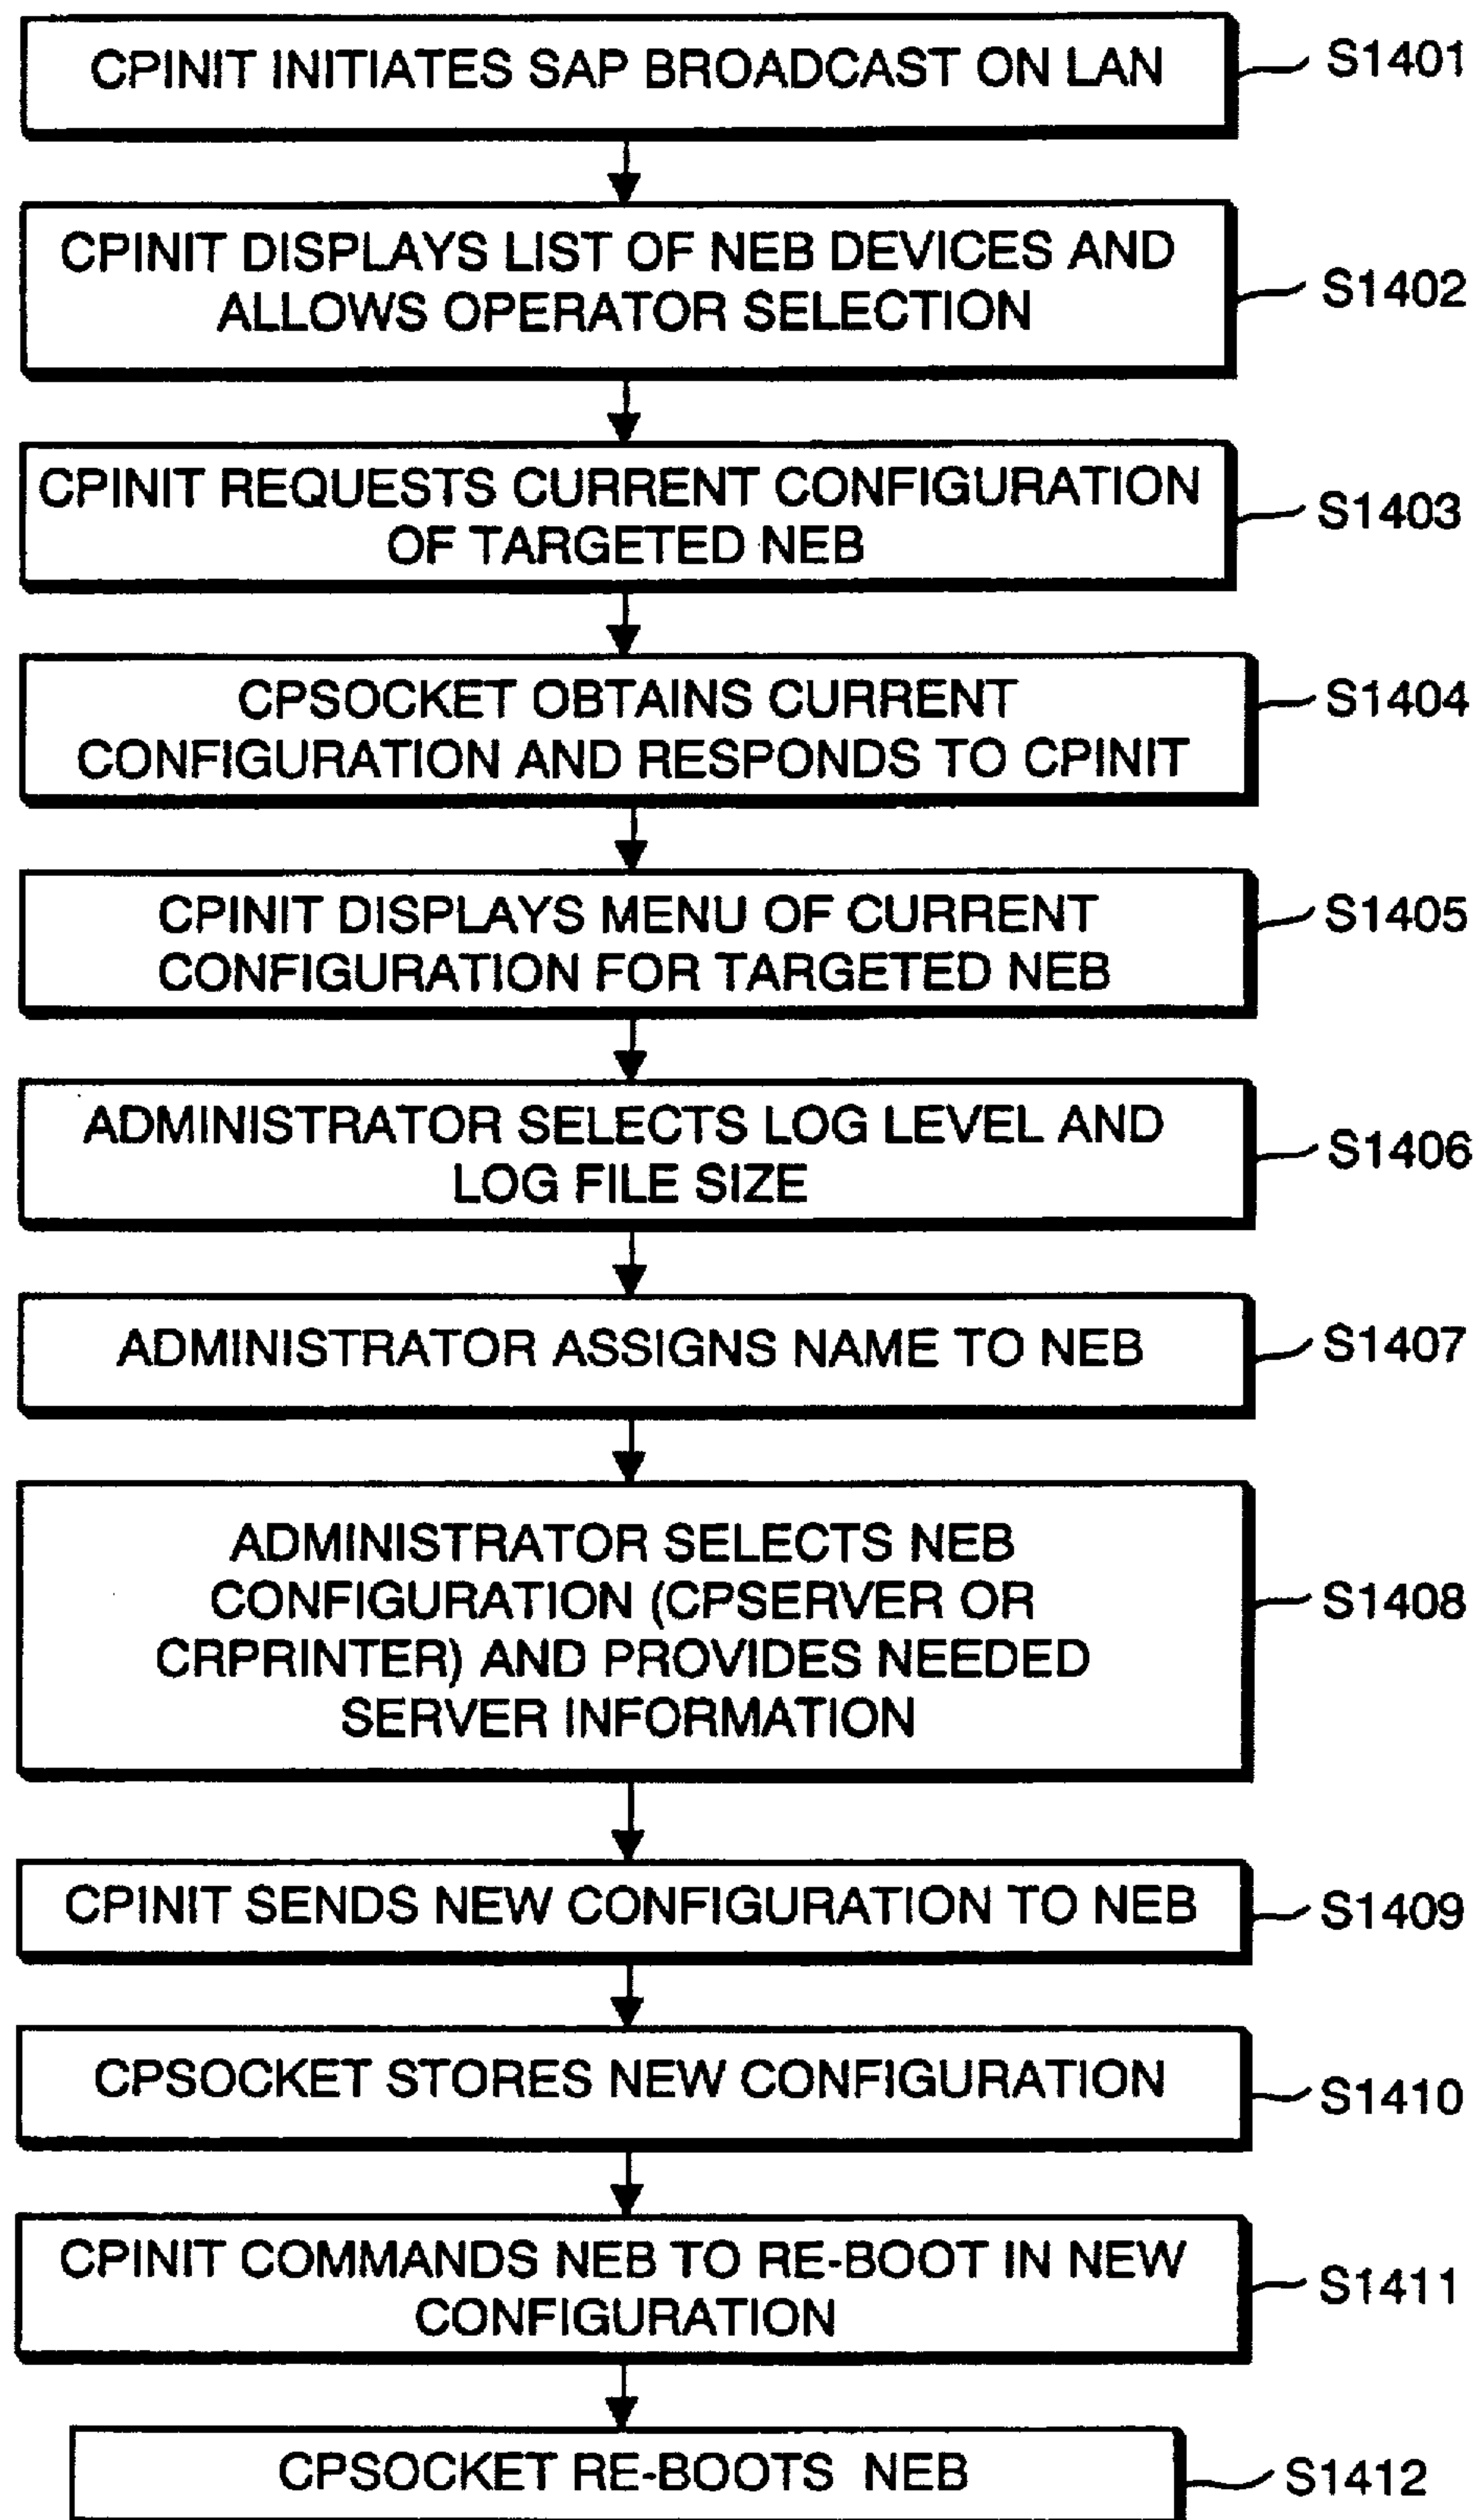 CPINIT INITIATES SAP BROADCAST ON LAN
S1401
CPINIT DISPLAYS LIST OF NEB DEVICES AND
ALLOWS OPERATOR SELECTION
S1402
CPINIT REQUESTS CURRENT CONFIGURATION
OF TARGETED NEB
S1403
CPSOCKET OBTAINS CURRENT
CONFIGURATION AND RESPONDS TO CPINIT
S1404
CPINIT DISPLAYS MENU OF CURRENT
CONFIGURATION FOR TARGETED NEB
S1405
ADMINISTRATOR SELECTS LOG LEVEL AND
LOG FILE SIZE
S1406
ADMINISTRATOR ASSIGNS NAME TO NEB
S1407
ADMINISTRATOR SELECTS NEB
CONFIGURATION (CPSERVER OR
CRPRINTER) AND PROVIDES NEEDED
SERVER INFORMATION
S1408
CPINIT SENDS NEW CONFIGURATION TO NEB
S1409
CPSOCKET STORES NEW CONFIGURATION
S1410
CPINIT COMMANDS NEB TO RE-BOOT IN NEW
CONFIGURATION
S1411
CPSOCKET RE-BOOTS NEB
S1412